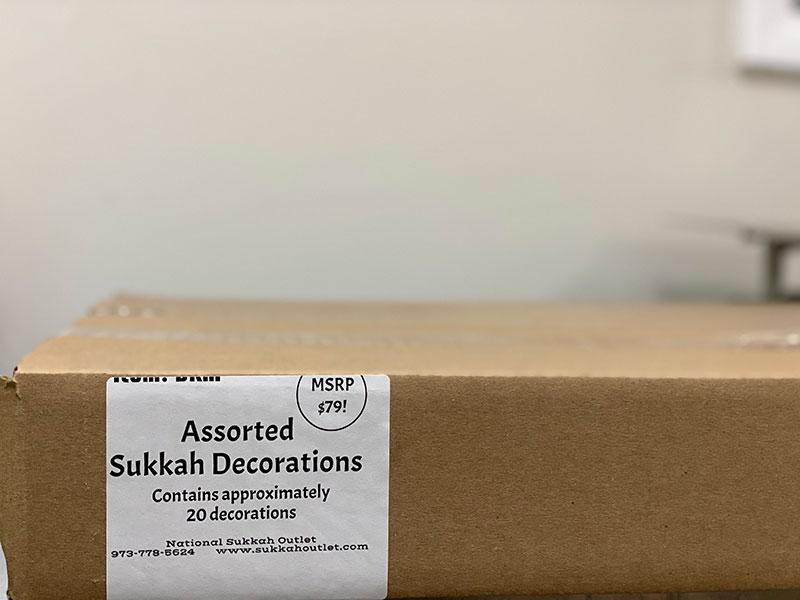 MSRP
$79!
Assorted
Sukkah Decorations
Contains approximately
20 decorations
National Sukkah Outlet
973-778-5624 www.sukkahoutlet.com